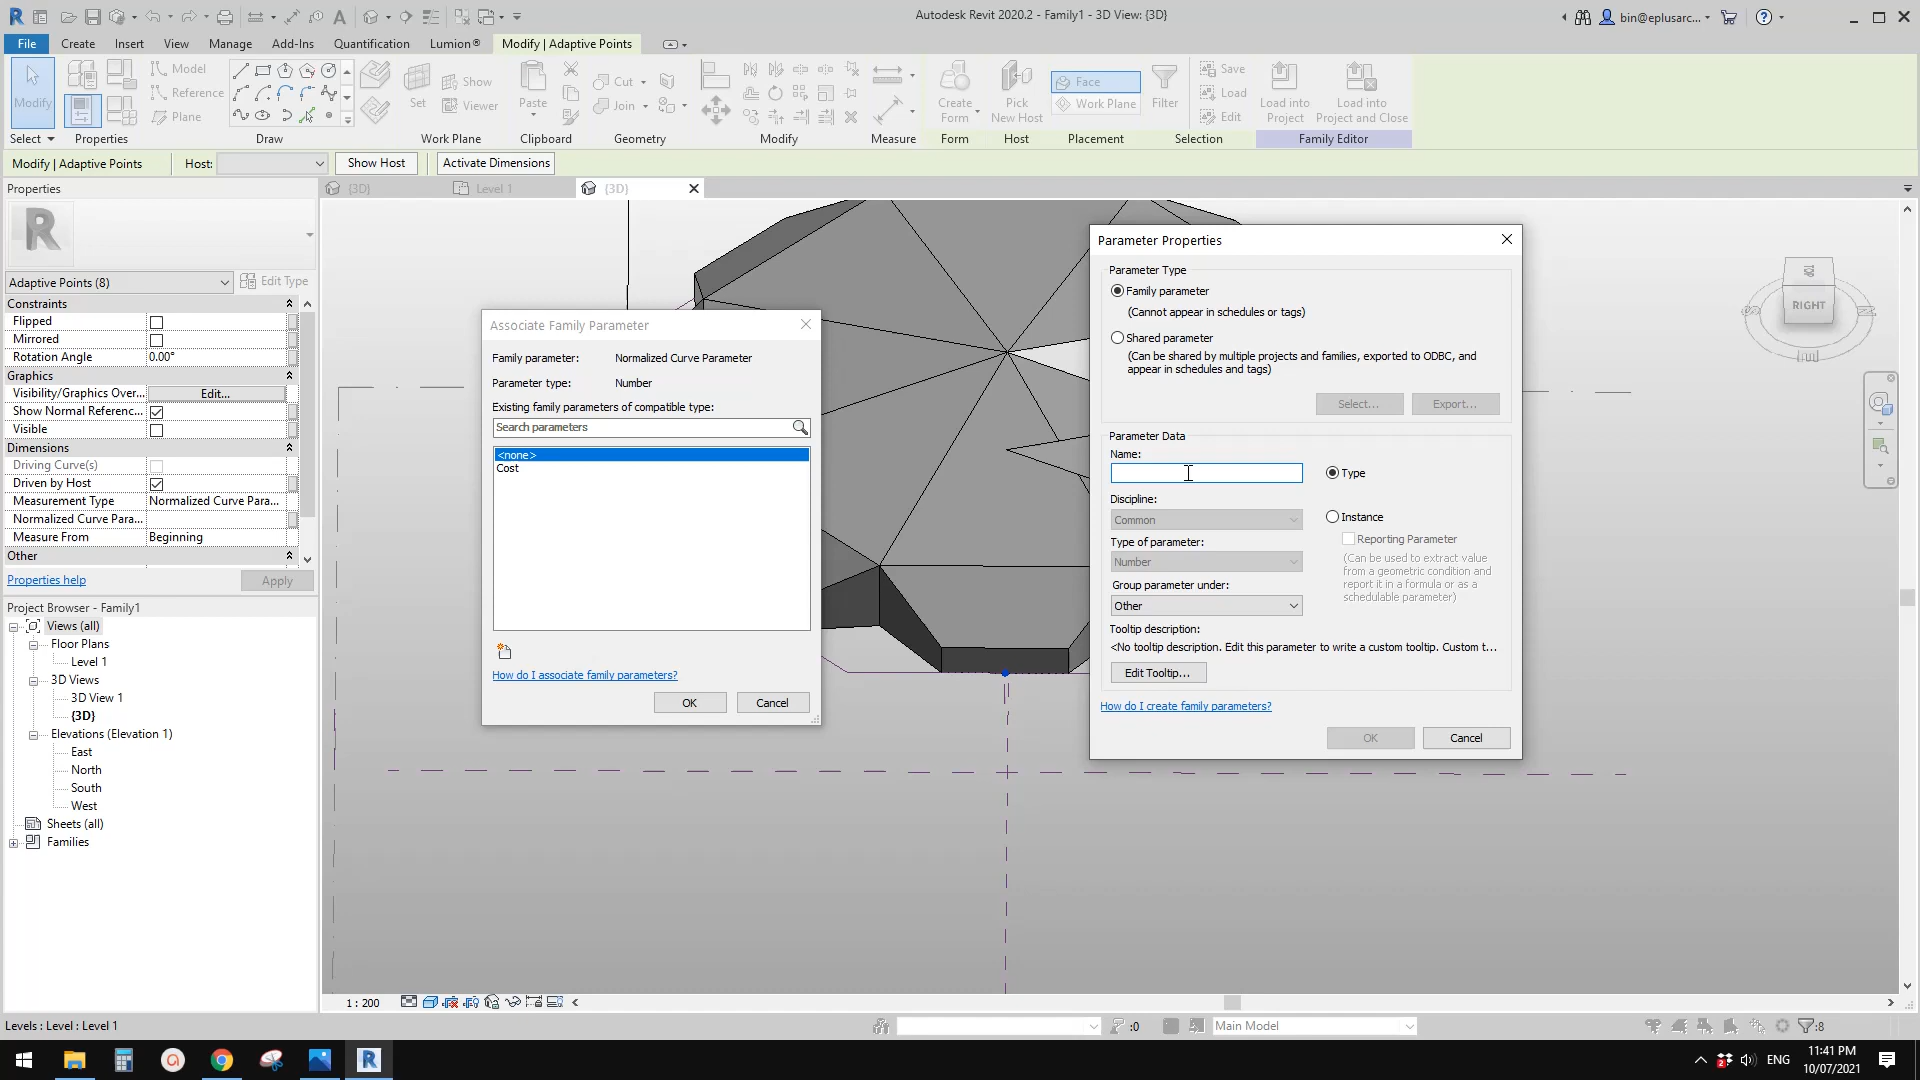 Autodesk Revit 2020.2 - Family1 - 3D View: {3D}
bin@eplusarc...
File Create Insert View Manage Add-Ins Quantification Lumion® Modify | Adaptive Points
Modify
Model
Reference
Plane
Set
Show
Viewer
Paste
Cut
Join
Create Form
Pick New Host
Face
Work Plane
Filter
Save
Load
Edit
Load into Project
Load into Project and Close
Select Properties Draw Work Plane Clipboard Geometry Modify Measure Form Host Placement Selection Family Editor
Modify | Adaptive Points Host: Show Host Activate Dimensions
Properties
{3D} Level 1 {3D}
R
Adaptive Points (8) Edit Type
Constraints
Flipped
Mirrored
Rotation Angle 0.00°
Graphics
Visibility/Graphics Over... Edit...
Show Normal Referenc...
Visible
Dimensions
Driving Curve(s)
Driven by Host
Measurement Type Normalized Curve Para...
Normalized Curve Para...
Measure From Beginning
Other
Properties help Apply
Project Browser - Family1
Views (all)
Floor Plans
Level 1
3D Views
3D View 1
{3D}
Elevations (Elevation 1)
East
North
South
West
Sheets (all)
Families
Associate Family Parameter
Family parameter: Normalized Curve Parameter
Parameter type: Number
Existing family parameters of compatible type:
Search parameters
<none>
Cost
How do I associate family parameters?
OK Cancel
Parameter Properties
Parameter Type
Family parameter
(Cannot appear in schedules or tags)
Shared parameter
(Can be shared by multiple projects and families, exported to ODBC, and
appear in schedules and tags)
Select... Export...
Parameter Data
Name:
Type
Discipline:
Common
Instance
Type of parameter:
Number
Reporting Parameter
(Can be used to extract value
from a geometric condition and
report it in a formula or as a
schedulable parameter)
Group parameter under:
Other
Tooltip description:
<No tooltip description. Edit this parameter to write a custom tooltip. Custom t...
Edit Tooltip...
How do I create family parameters?
OK Cancel
RIGHT
1 : 200
Levels : Level : Level 1
:0
Main Model
:8
ENG
11:41 PM
10/07/2021